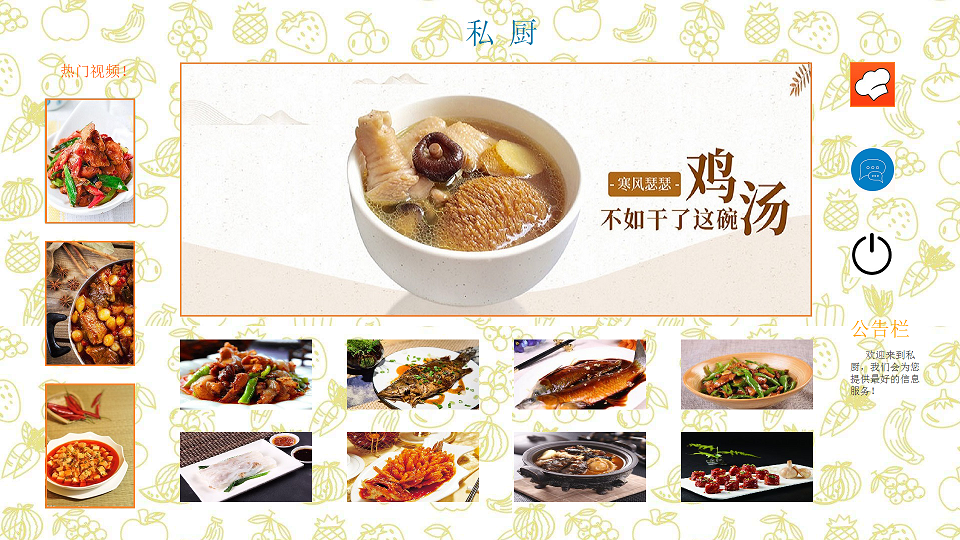 私 厨
热门视频！
- 寒风瑟瑟 -
鸡汤
不如干了这碗
公告栏
欢迎来到私
厨，我们会为您
提供最好的信息
服务！